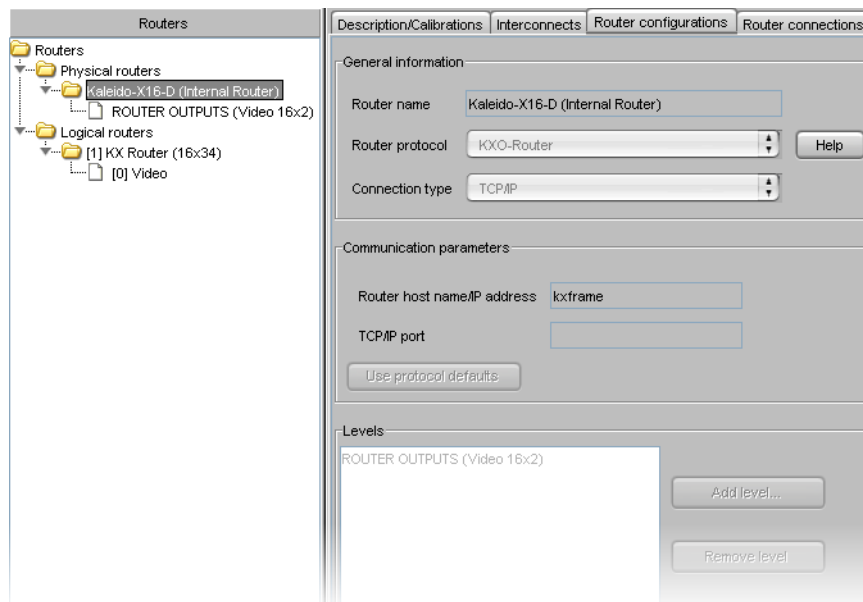 Routers
Routers
Physical routers
Kaleido-X16-D (Internal Router)
ROUTER OUTPUTS (Video 16x2)
Logical routers
[1] KX Router (16x34)
[0] Video
Description/Calibrations
Interconnects
Router configurations
Router connections
General information
Router name
Kaleido-X16-D (Internal Router)
Router protocol
KXO-Router
Help
Connection type
TCP/IP
Communication parameters
Router host name/IP address
kxframe
TCP/IP port
Use protocol defaults
Levels
ROUTER OUTPUTS (Video 16x2)
Add level...
Remove level